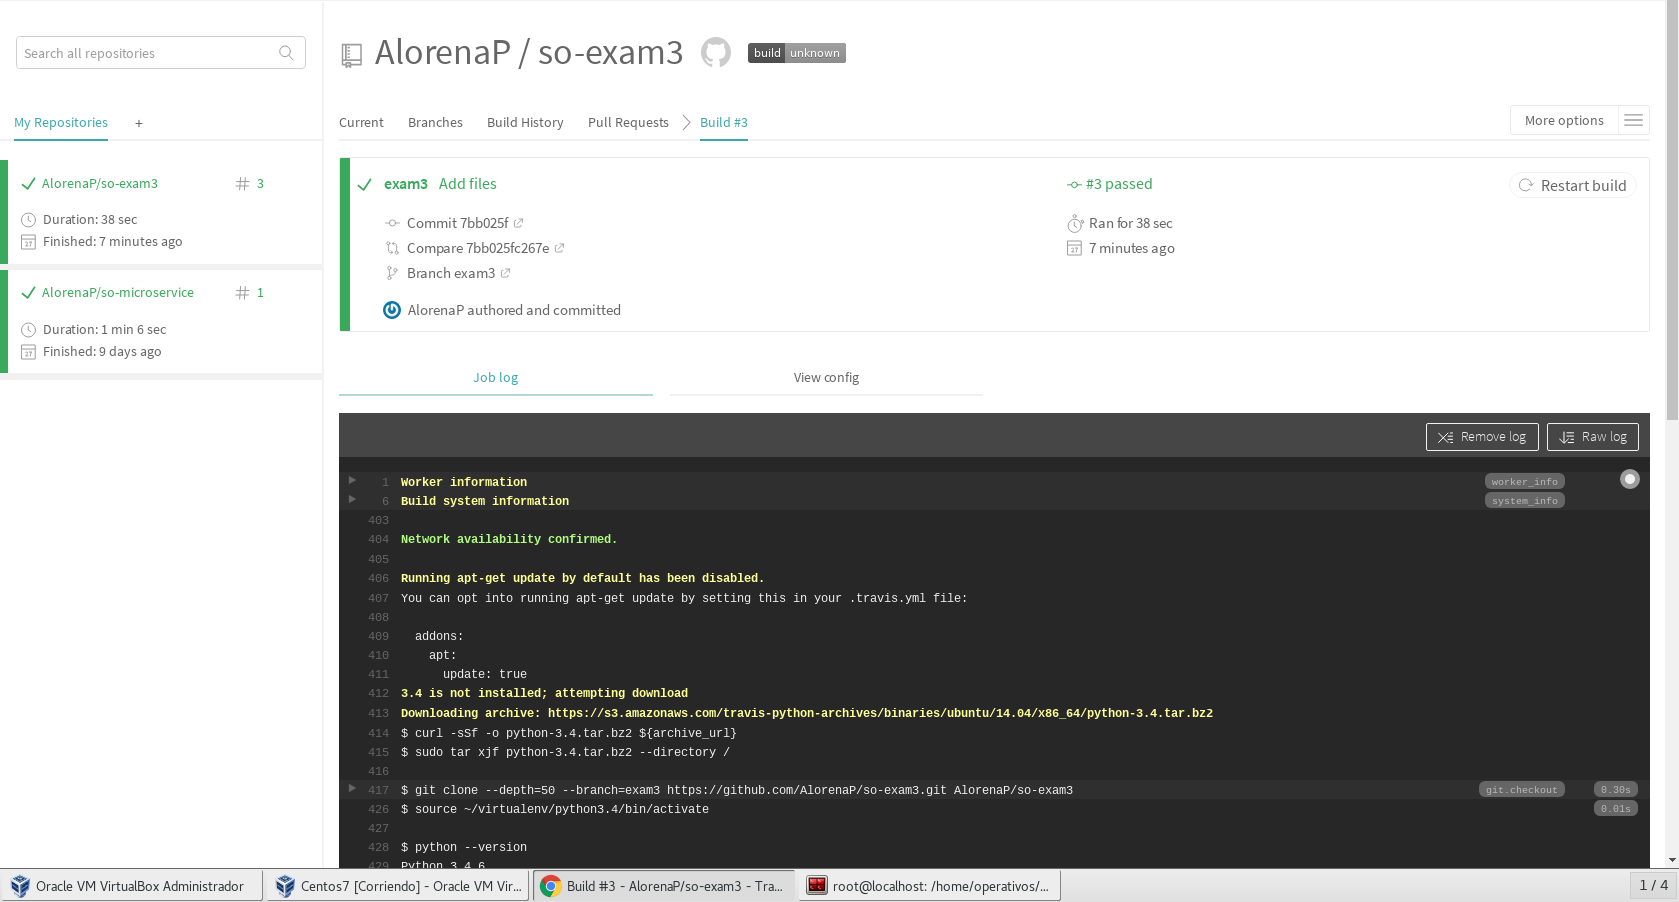 Search all repositories
AlorenaP / so-exam3 build unknown
My Repositories +
Current Branches Build History Pull Requests Build #3 More options
AlorenaP/so-exam3 # 3
Duration: 38 sec
Finished: 7 minutes ago
AlorenaP/so-microservice # 1
Duration: 1 min 6 sec
Finished: 9 days ago
exam3 Add files #3 passed Restart build
Commit 7bb025f Ran for 38 sec
Compare 7bb025fc267e 7 minutes ago
Branch exam3
AlorenaP authored and committed
Job log View config
Remove log Raw log
1 Worker information worker_info
6 Build system information system_info
403
404 Network availability confirmed.
405
406 Running apt-get update by default has been disabled.
407 You can opt into running apt-get update by setting this in your .travis.yml file:
408
409 addons:
410 apt:
411 update: true
412 3.4 is not installed; attempting download
413 Downloading archive: https://s3.amazonaws.com/travis-python-archives/binaries/ubuntu/14.04/x86_64/python-3.4.tar.bz2
414 $ curl -sSf -o python-3.4.tar.bz2 ${archive_url}
415 $ sudo tar xjf python-3.4.tar.bz2 --directory /
416
417 $ git clone --depth=50 --branch=exam3 https://github.com/AlorenaP/so-exam3.git AlorenaP/so-exam3 git.checkout 0.30s
426 $ source ~/virtualenv/python3.4/bin/activate 0.01s
427
428 $ python --version
429 Python 3.4.6
Oracle VM VirtualBox Administrador Centos7 [Corriendo] - Oracle VM Vir... Build #3 - AlorenaP/so-exam3 - Tra... root@localhost: /home/operativos/... 1 / 4